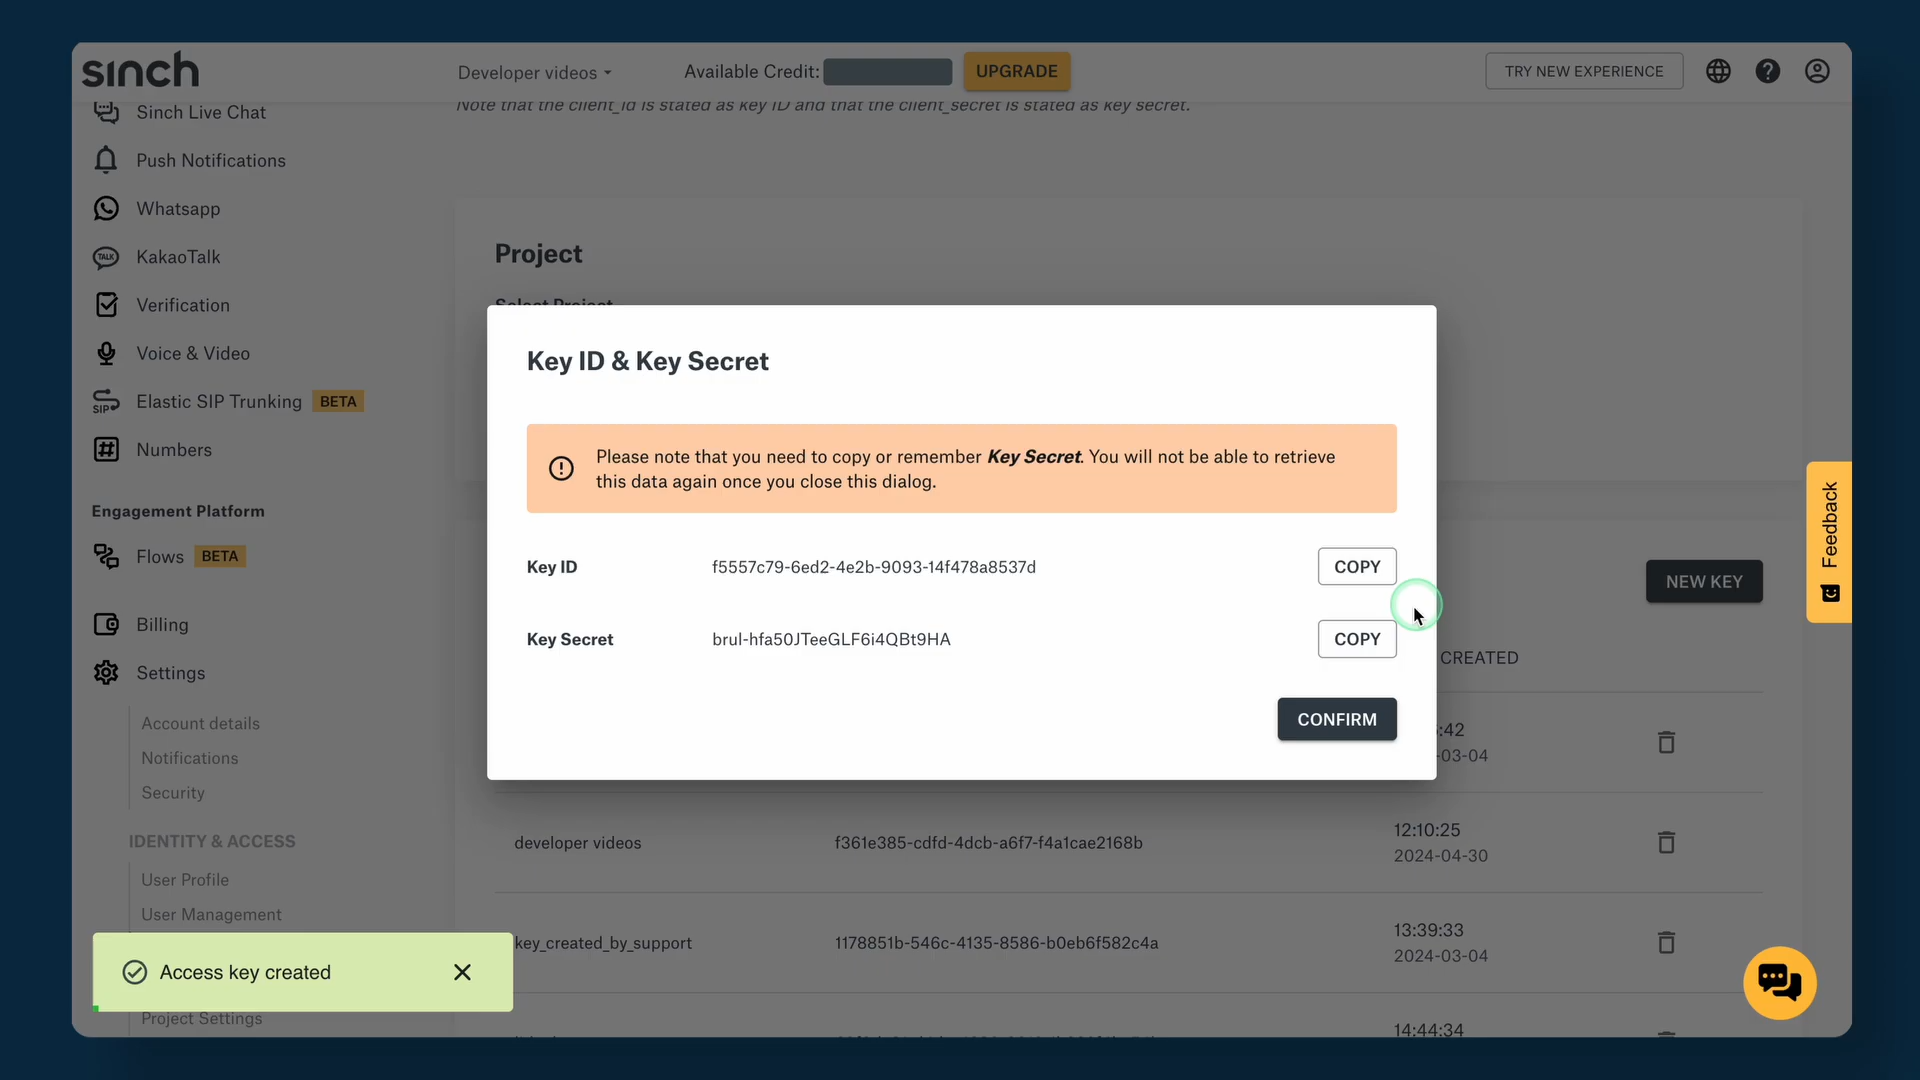 sinch
Developer videos
Available Credit:
UPGRADE
TRY NEW EXPERIENCE
Note that the client_id is stated as key ID and that the client_secret is stated as key secret.
Sinch Live Chat
Push Notifications
Whatsapp
TALK
KakaoTalk
Verification
Voice & Video
SIP
Elastic SIP Trunking BETA
Numbers
Engagement Platform
Flows BETA
Billing
Settings
Account details
Notifications
Security
IDENTITY & ACCESS
User Profile
User Management
Project Settings
Access key created
Project
Select Project
Key ID & Key Secret
Please note that you need to copy or remember Key Secret. You will not be able to retrieve
this data again once you close this dialog.
Key ID f5557c79-6ed2-4e2b-9093-14f478a8537d COPY
Key Secret brul-hfa50JTeeGLF6i4QBt9HA COPY
CONFIRM
NEW KEY
CREATED
:42
-03-04
developer videos f361e385-cdfd-4dcb-a6f7-f4a1cae2168b 12:10:25
2024-04-30
key_created_by_support 1178851b-546c-4135-8586-b0eb6f582c4a 13:39:33
2024-03-04
14:44:34
Feedback